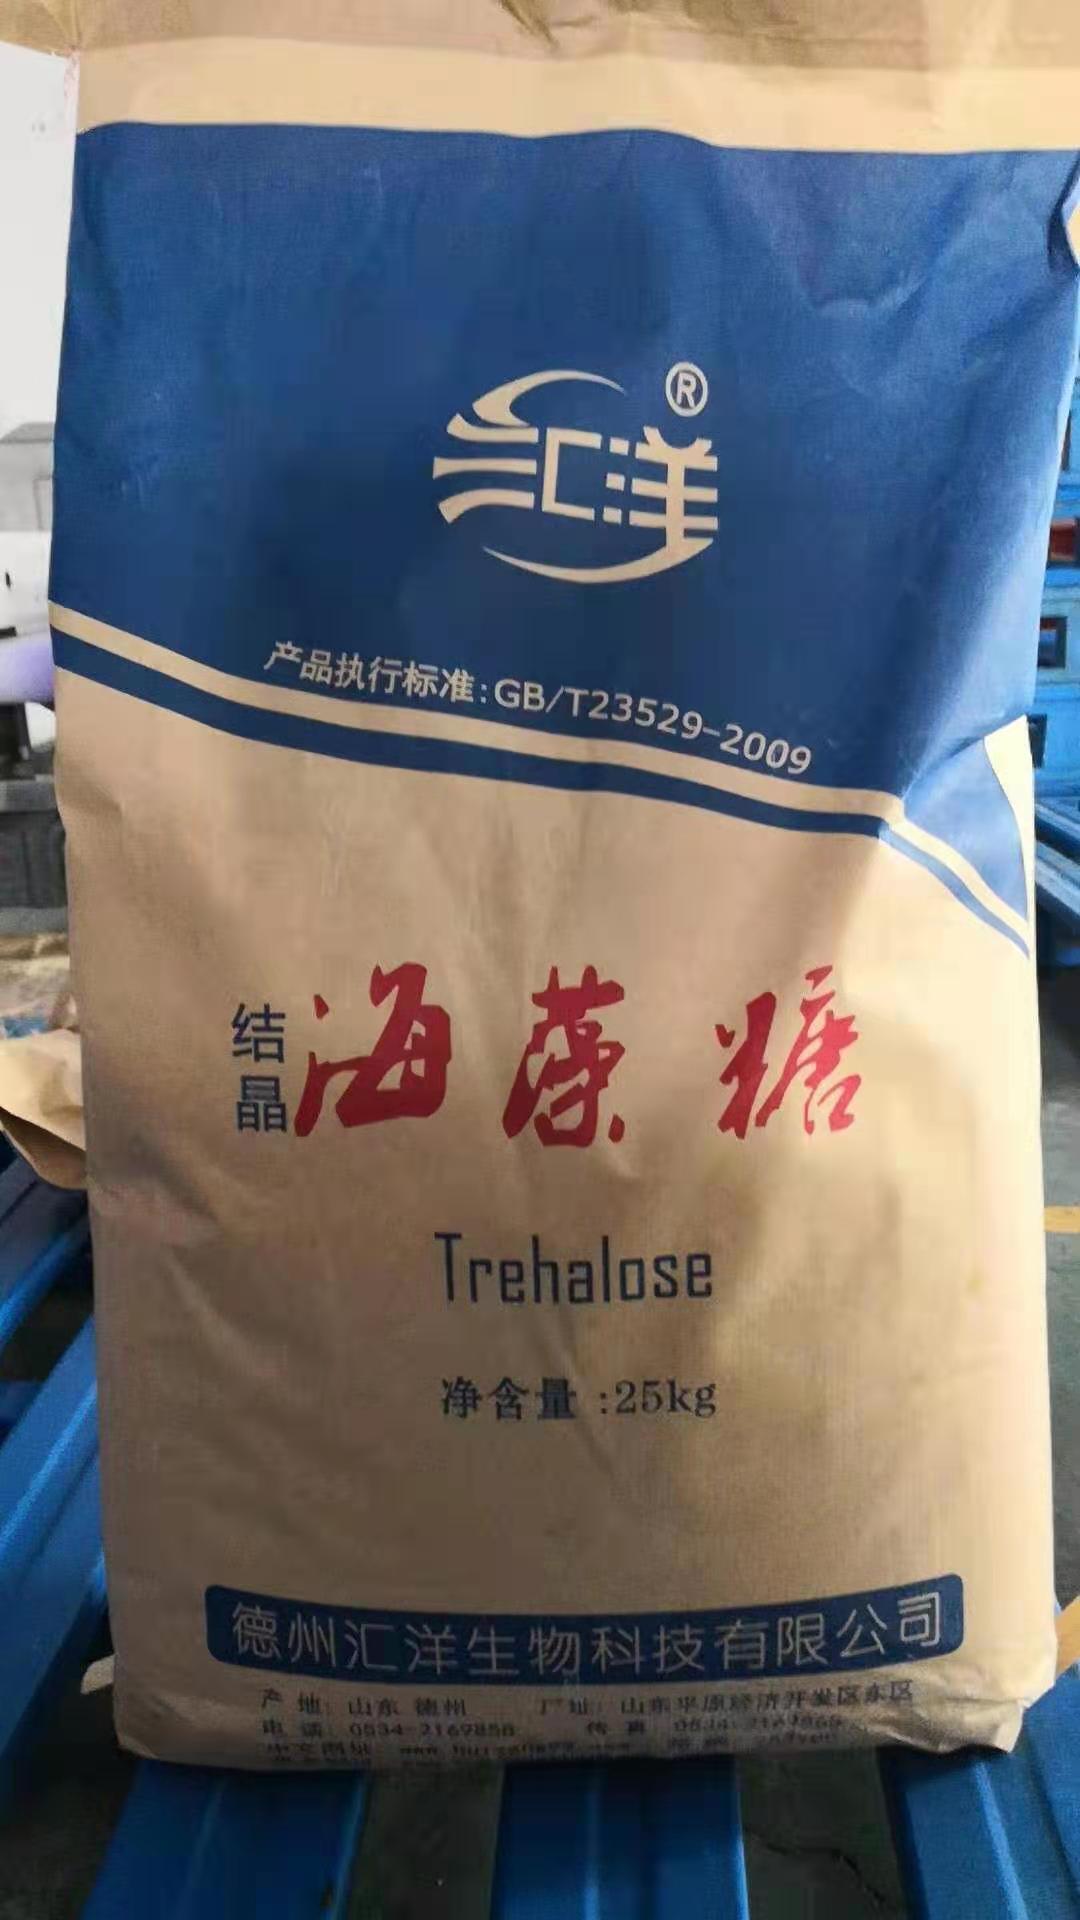 汇洋®
产品执行标准:GB/T23529-2009
结晶
海藻糖
Trehalose
净含量:25kg
德州汇洋生物科技有限公司
产 地: 山东 德州 厂址: 山东平原经济开发区东区
电 话: 0534-2169858 传真